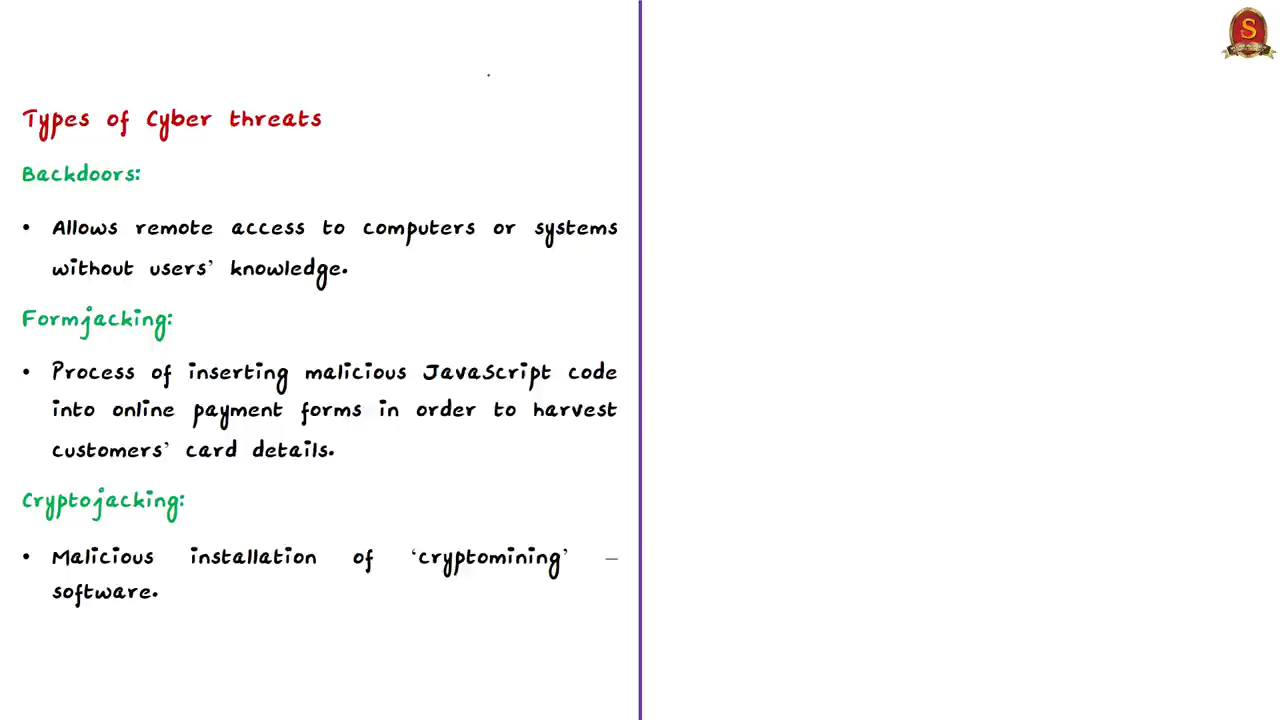 Types of Cyber threats
Backdoors:
• Allows remote access to computers or systems
without users’ knowledge.
Formjacking:
• Process of inserting malicious JavaScript code
into online payment forms in order to harvest
customers’ card details.
Cryptojacking:
• Malicious installation of ‘cryptomining’ –
software.
S